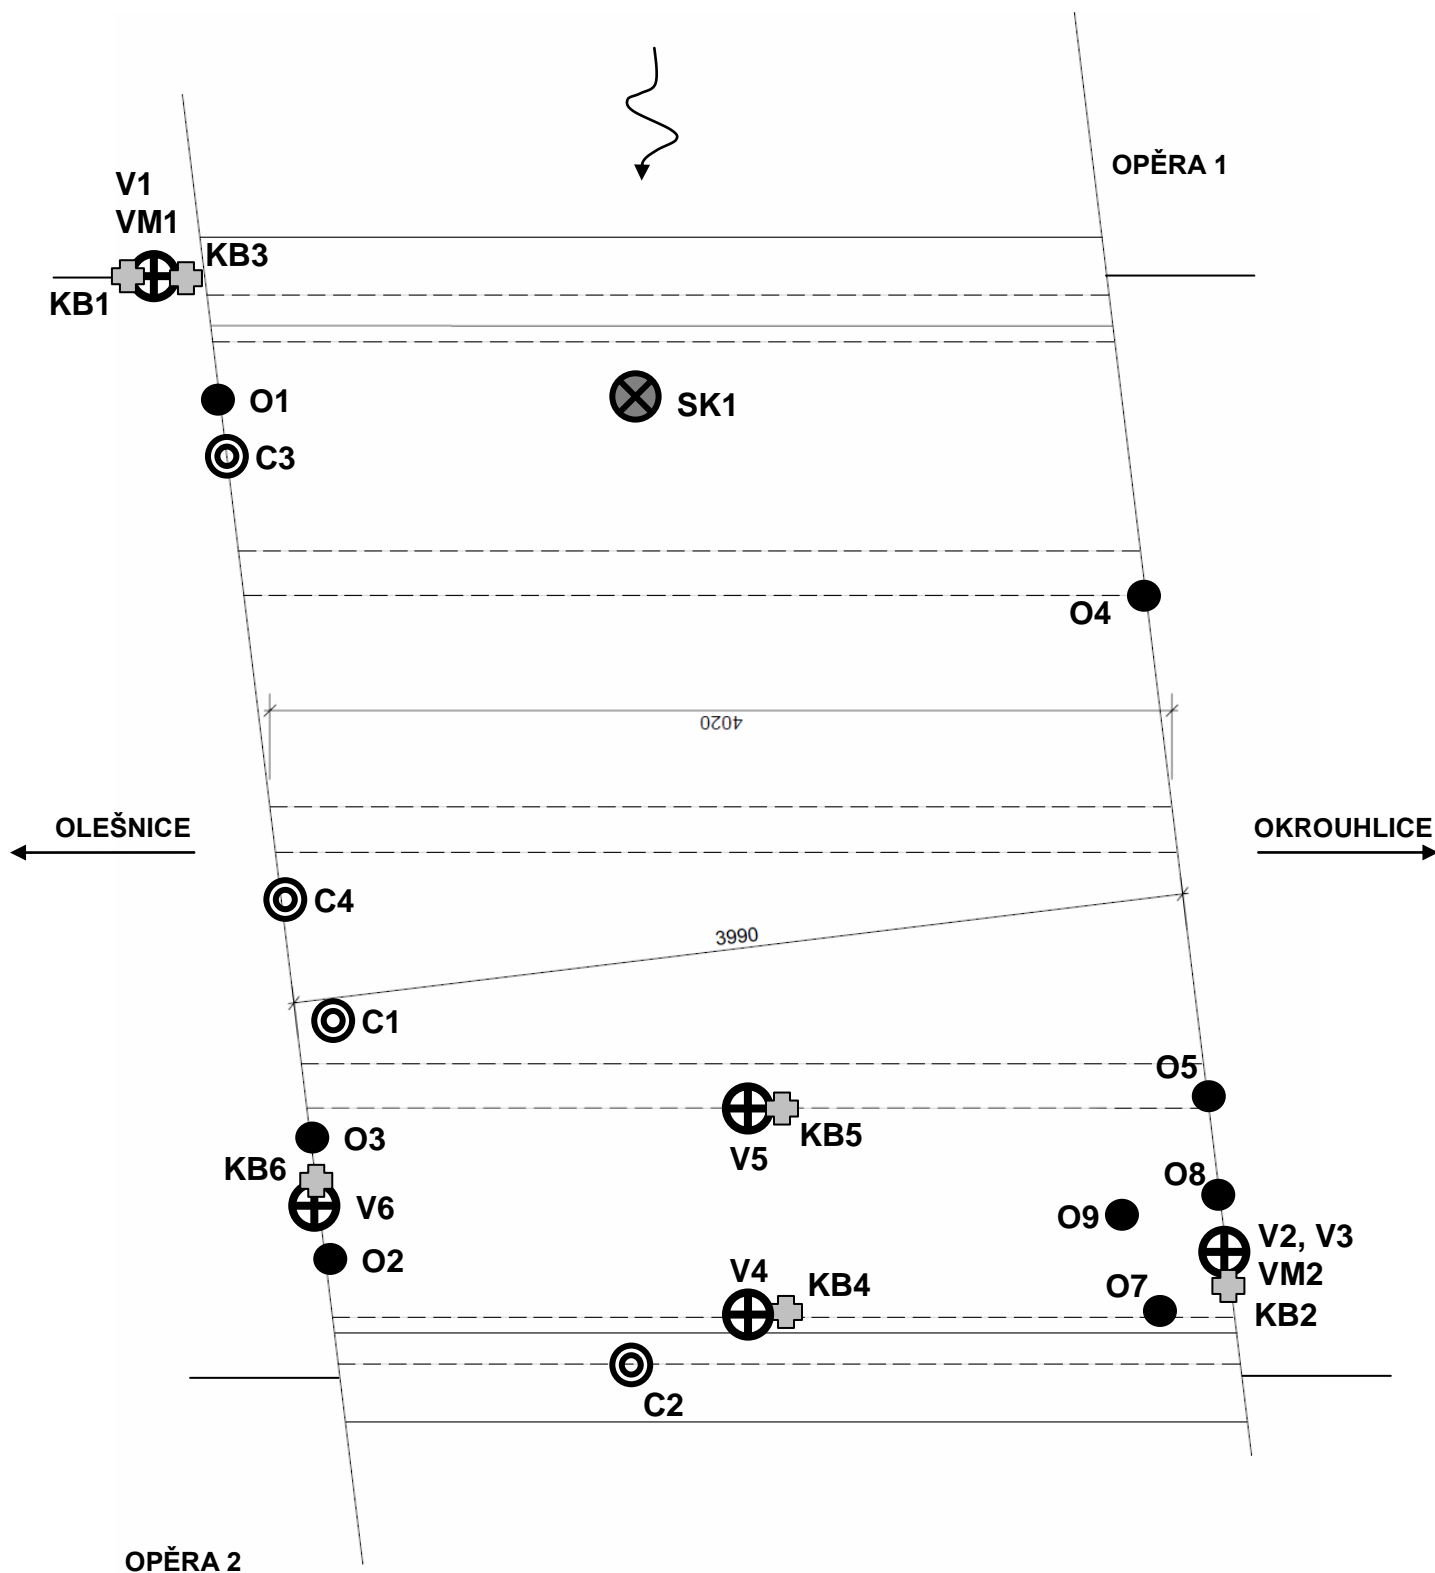 OPĚRA 1
V1
VM1
KB3
KB1
O1
SK1
C3
O4
4020
OLEŠNICE
OKROUHLICE
C4
3990
C1
O5
O3
KB5
V5
KB6
O8
V6
O9
V2, V3
O2
V4
VM2
KB4
O7
KB2
C2
OPĚRA 2